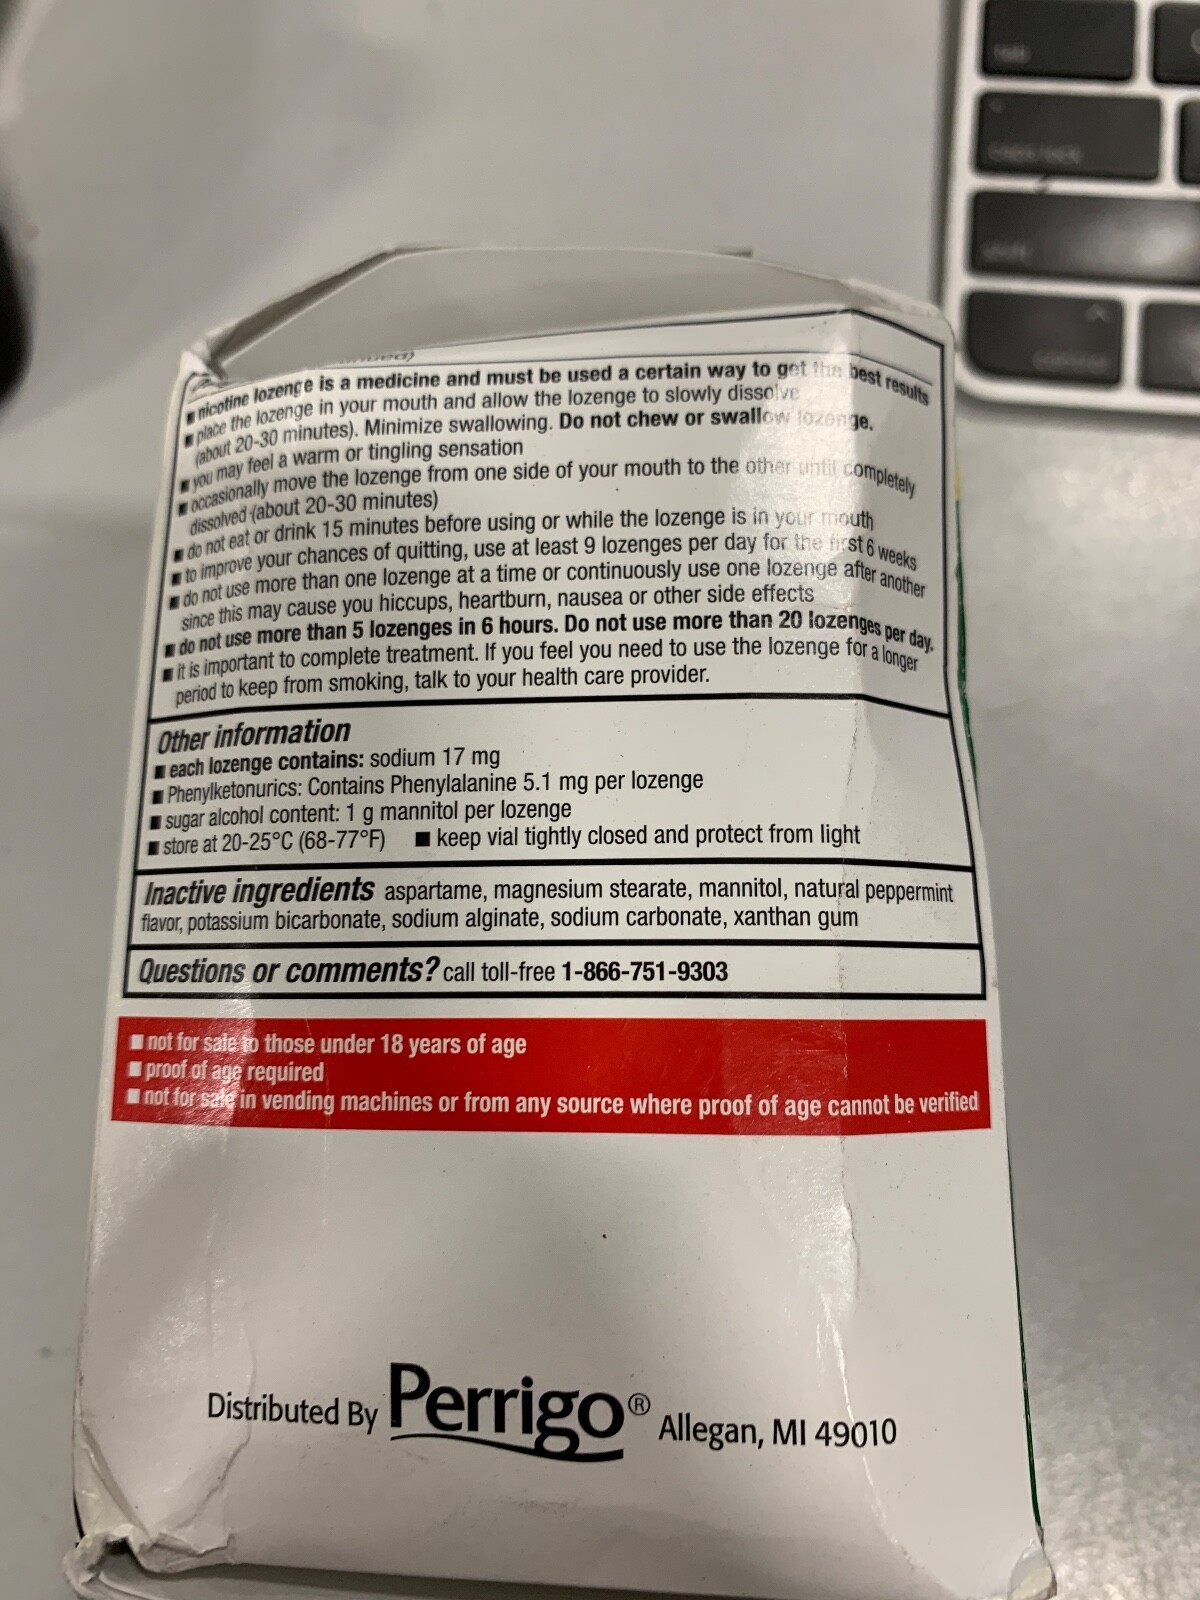 ■ nicotine lozenge is a medicine and must be used a certain way to get the best results
■ place the lozenge in your mouth and allow the lozenge to slowly dissolve
(about 20-30 minutes). Minimize swallowing. Do not chew or swallow lozenge.
■ you may feel a warm or tingling sensation
■ occasionally move the lozenge from one side of your mouth to the other until completely
dissolved (about 20-30 minutes)
■ do not eat or drink 15 minutes before using or while the lozenge is in your mouth
■ to improve your chances of quitting, use at least 9 lozenges per day for the first 6 weeks
■ do not use more than one lozenge at a time or continuously use one lozenge after another
since this may cause you hiccups, heartburn, nausea or other side effects
■ do not use more than 5 lozenges in 6 hours. Do not use more than 20 lozenges per day.
■ it is important to complete treatment. If you feel you need to use the lozenge for a longer
period to keep from smoking, talk to your health care provider.
Other information
■ each lozenge contains: sodium 17 mg
■ Phenylketonurics: Contains Phenylalanine 5.1 mg per lozenge
■ sugar alcohol content: 1 g mannitol per lozenge
■ store at 20-25°C (68-77°F) ■ keep vial tightly closed and protect from light
Inactive ingredients aspartame, magnesium stearate, mannitol, natural peppermint
flavor, potassium bicarbonate, sodium alginate, sodium carbonate, xanthan gum
Questions or comments? call toll-free 1-866-751-9303
■ not for sale to those under 18 years of age
■ proof of age required
■ not for sale in vending machines or from any source where proof of age cannot be verified
Distributed By Perrigo® Allegan, MI 49010
tab
caps lock
shift
control